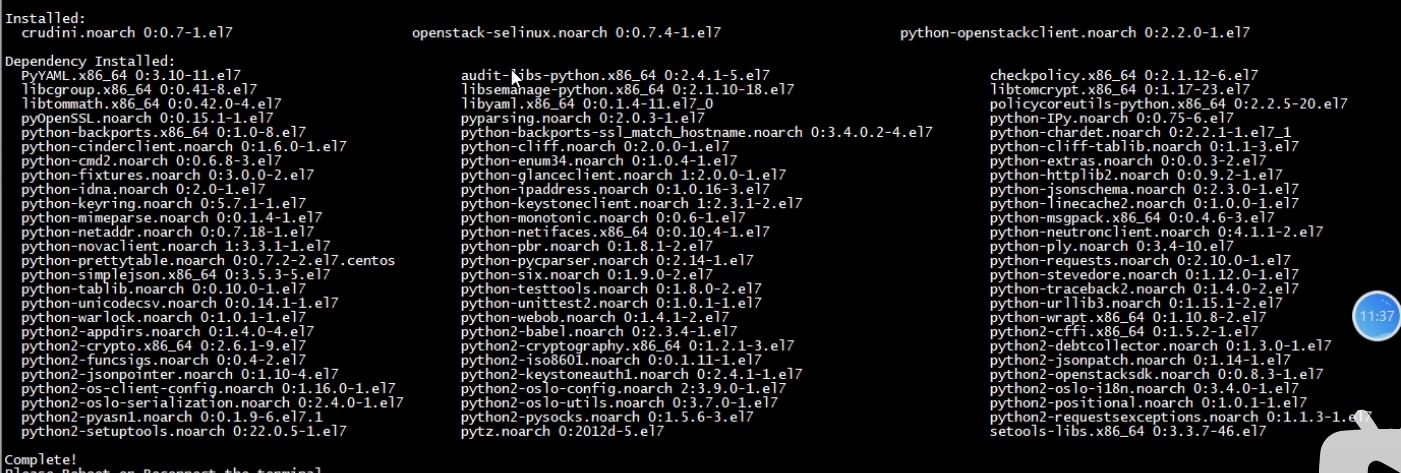 Installed:
crudini.noarch 0:0.7-1.el7 openstack-selinux.noarch 0:0.7.4-1.el7 python-openstackclient.noarch 0:2.2.0-1.el7
Dependency Installed:
PyYAML.x86_64 0:3.10-11.el7 audit-libs-python.x86_64 0:2.4.1-5.el7 checkpolicy.x86_64 0:2.1.12-6.el7
libcgroup.x86_64 0:0.41-8.el7 libsemanage-python.x86_64 0:2.1.10-18.el7 libtomcrypt.x86_64 0:1.17-23.el7
libtommath.x86_64 0:0.42.0-4.el7 libyaml.x86_64 0:0.1.4-11.el7_0 policycoreutils-python.x86_64 0:2.2.5-20.el7
pyOpenSSL.noarch 0:0.15.1-1.el7 pyparsing.noarch 0:2.0.3-1.el7 python-IPy.noarch 0:0.75-6.el7
python-backports.x86_64 0:1.0-8.el7 python-backports-ssl_match_hostname.noarch 0:3.4.0.2-4.el7 python-chardet.noarch 0:2.2.1-1.el7_1
python-cinderclient.noarch 0:1.6.0-1.el7 python-cliff.noarch 0:2.0.0-1.el7 python-cliff-tablib.noarch 0:1.1-3.el7
python-cmd2.noarch 0:0.6.8-3.el7 python-enum34.noarch 0:1.0.4-1.el7 python-extras.noarch 0:0.0.3-2.el7
python-fixtures.noarch 0:3.0.0-2.el7 python-glanceclient.noarch 1:2.0.0-1.el7 python-httplib2.noarch 0:0.9.2-1.el7
python-idna.noarch 0:2.0-1.el7 python-ipaddress.noarch 0:1.0.16-3.el7 python-jsonschema.noarch 0:2.3.0-1.el7
python-keyring.noarch 0:5.7.1-1.el7 python-keystoneclient.noarch 1:2.3.1-2.el7 python-linecache2.noarch 0:1.0.0-1.el7
python-mimeparse.noarch 0:0.1.4-1.el7 python-monotonic.noarch 0:0.6-1.el7 python-msgpack.x86_64 0:0.4.6-3.el7
python-netaddr.noarch 0:0.7.18-1.el7 python-netifaces.x86_64 0:0.10.4-1.el7 python-neutronclient.noarch 0:4.1.1-2.el7
python-novaclient.noarch 1:3.3.1-1.el7 python-pbr.noarch 0:1.8.1-2.el7 python-ply.noarch 0:3.4-10.el7
python-prettytable.noarch 0:0.7.2-2.el7.centos python-pycparser.noarch 0:2.14-1.el7 python-requests.noarch 0:2.10.0-1.el7
python-simplejson.x86_64 0:3.5.3-5.el7 python-six.noarch 0:1.9.0-2.el7 python-stevedore.noarch 0:1.12.0-1.el7
python-tablib.noarch 0:0.10.0-1.el7 python-testtools.noarch 0:1.8.0-2.el7 python-traceback2.noarch 0:1.4.0-2.el7
python-unicodecsv.noarch 0:0.14.1-1.el7 python-unittest2.noarch 0:1.0.1-1.el7 python-urllib3.noarch 0:1.15.1-2.el7
python-warlock.noarch 0:1.0.1-1.el7 python-webob.noarch 0:1.4.1-2.el7 python-wrapt.x86_64 0:1.10.8-2.el7
11:37
python2-appdirs.noarch 0:1.4.0-4.el7 python2-babel.noarch 0:2.3.4-1.el7 python2-cffi.x86_64 0:1.5.2-1.el7
python2-crypto.x86_64 0:2.6.1-9.el7 python2-cryptography.x86_64 0:1.2.1-3.el7 python2-debtcollector.noarch 0:1.3.0-1.el7
python2-funcsigs.noarch 0:0.4-2.el7 python2-iso8601.noarch 0:0.1.11-1.el7 python2-jsonpatch.noarch 0:1.14-1.el7
python2-jsonpointer.noarch 0:1.10-4.el7 python2-keystoneauth1.noarch 0:2.4.1-1.el7 python2-openstacksdk.noarch 0:0.8.3-1.el7
python2-os-client-config.noarch 0:1.16.0-1.el7 python2-oslo-config.noarch 2:3.9.0-1.el7 python2-oslo-i18n.noarch 0:3.4.0-1.el7
python2-oslo-serialization.noarch 0:2.4.0-1.el7 python2-oslo-utils.noarch 0:3.7.0-1.el7 python2-positional.noarch 0:1.0.1-1.el7
python2-pyasn1.noarch 0:0.1.9-6.el7.1 python2-pysocks.noarch 0:1.5.6-3.el7 python2-requestsexceptions.noarch 0:1.1.3-1.el7
python2-setuptools.noarch 0:22.0.5-1.el7 pytz.noarch 0:2012d-5.el7 setools-libs.x86_64 0:3.3.7-46.el7
Complete!
Please Reboot or Reconnect the terminal